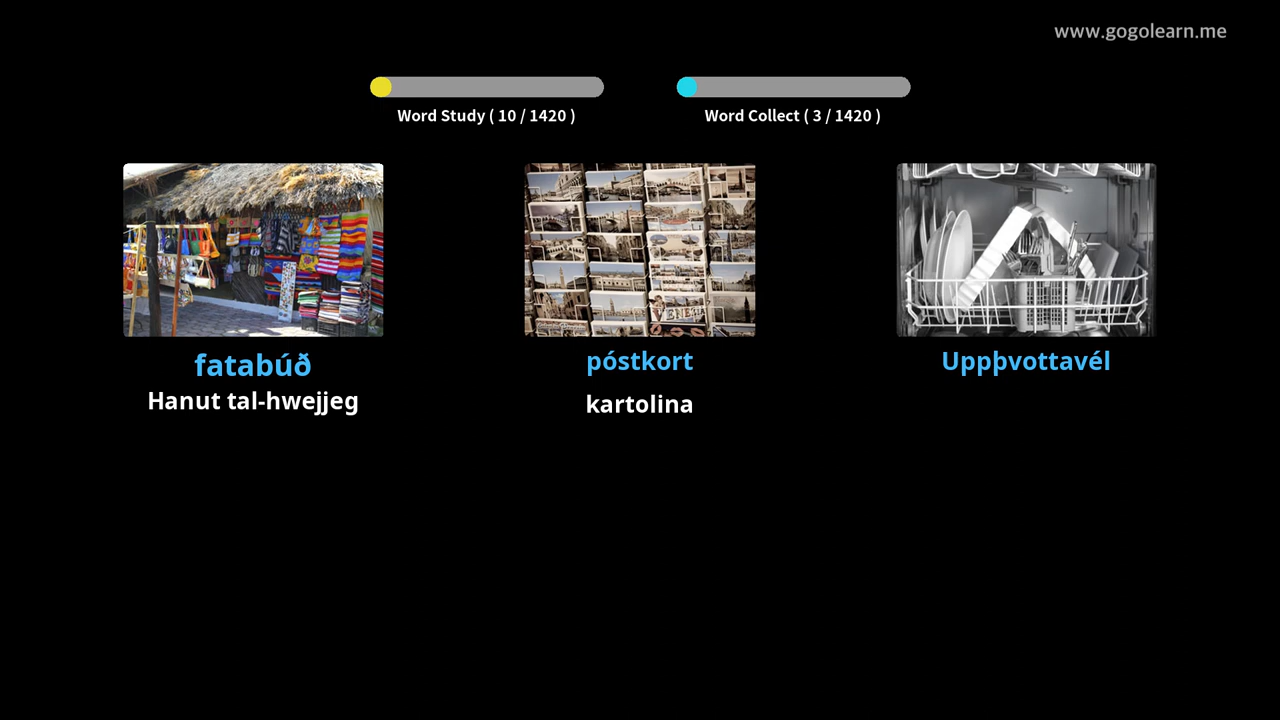 www.gogolearn.me
Word Study ( 10 / 1420 )
Word Collect ( 3 / 1420 )
fatabúð
póstkort
Uppþvottavél
Hanut tal-hwejjeg
kartolina